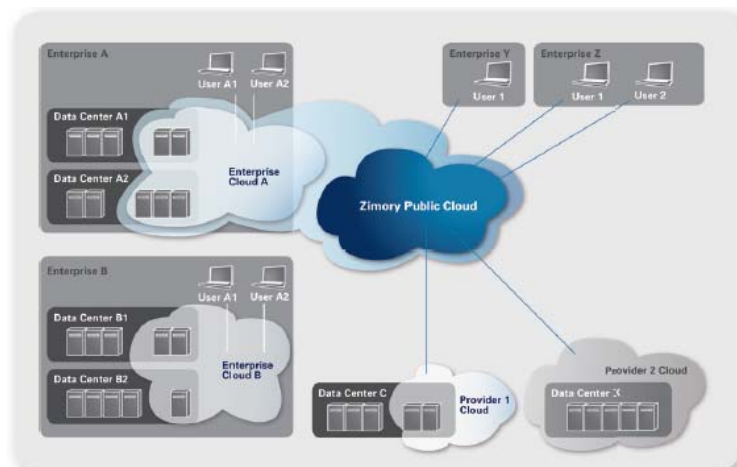 Enterprise A
User A1
User A2
Data Center A1
Data Center A2
Enterprise
Cloud A
Enterprise Y
User 1
Enterprise Z
User 1
User 2
Zimory Public Cloud
Enterprise B
User A1
User A2
Data Center B1
Data Center B2
Enterprise
Cloud B
Data Center C
Provider 1
Cloud
Provider 2 Cloud
Data Center X